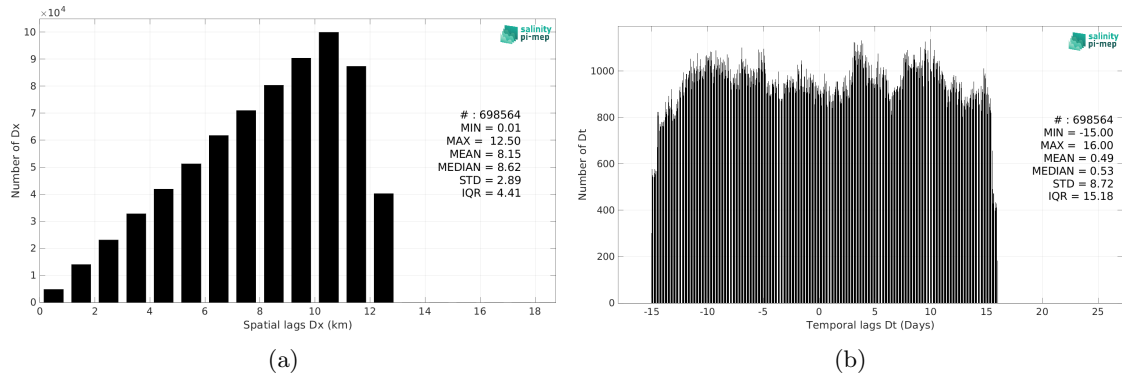 ×10⁴
10
9
8
7
6
5
4
3
2
1
0
Number of Dx
0 2 4 6 8 10 12 14 16 18
Spatial lags Dx (km)
salinity
pi-mep
# : 698564
MIN = 0.01
MAX = 12.50
MEAN = 8.15
MEDIAN = 8.62
STD = 2.89
IQR = 4.41
(a)
1000
800
600
400
200
0
Number of Dt
-15 -10 -5 0 5 10 15 20 25
Temporal lags Dt (Days)
salinity
pi-mep
# : 698564
MIN = -15.00
MAX = 16.00
MEAN = 0.49
MEDIAN = 0.53
STD = 8.72
IQR = 15.18
(b)